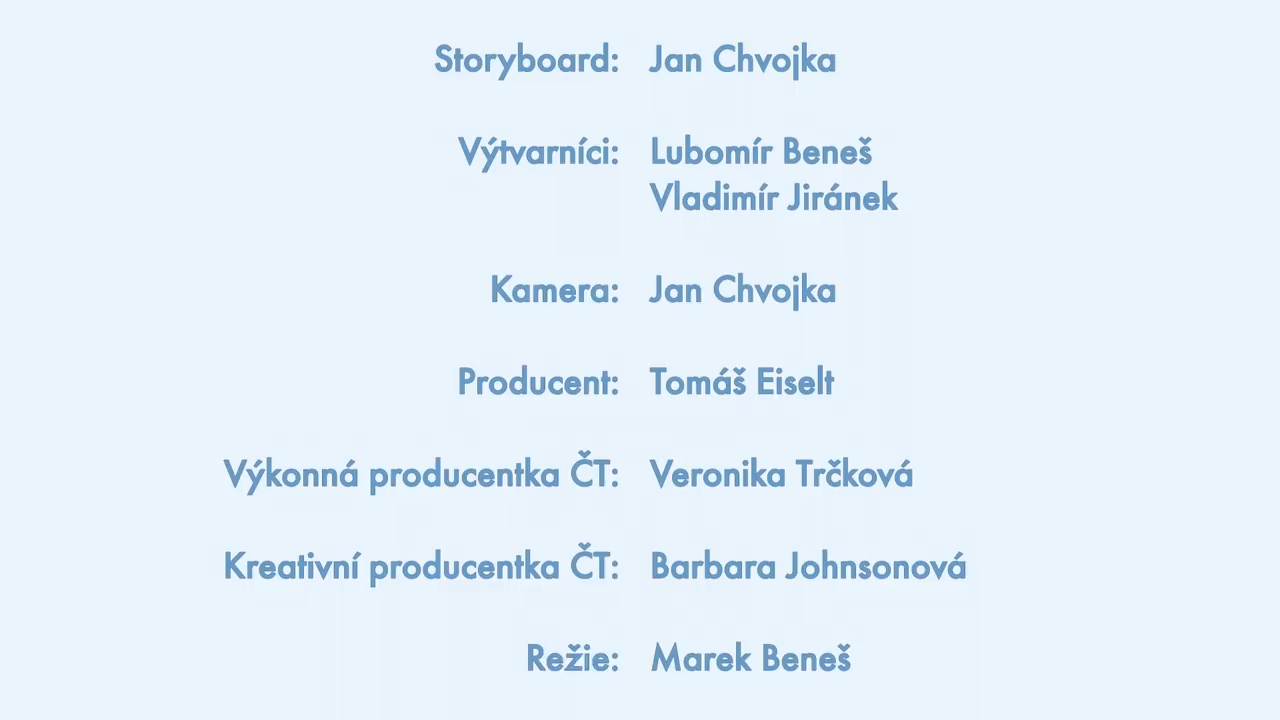 Storyboard: Jan Chvojka
Výtvarníci: Lubomír Beneš
Vladimír Jiránek
Kamera: Jan Chvojka
Producent: Tomáš Eiselt
Výkonná producentka ČT: Veronika Trčková
Kreativní producentka ČT: Barbara Johnsonová
Režie: Marek Beneš